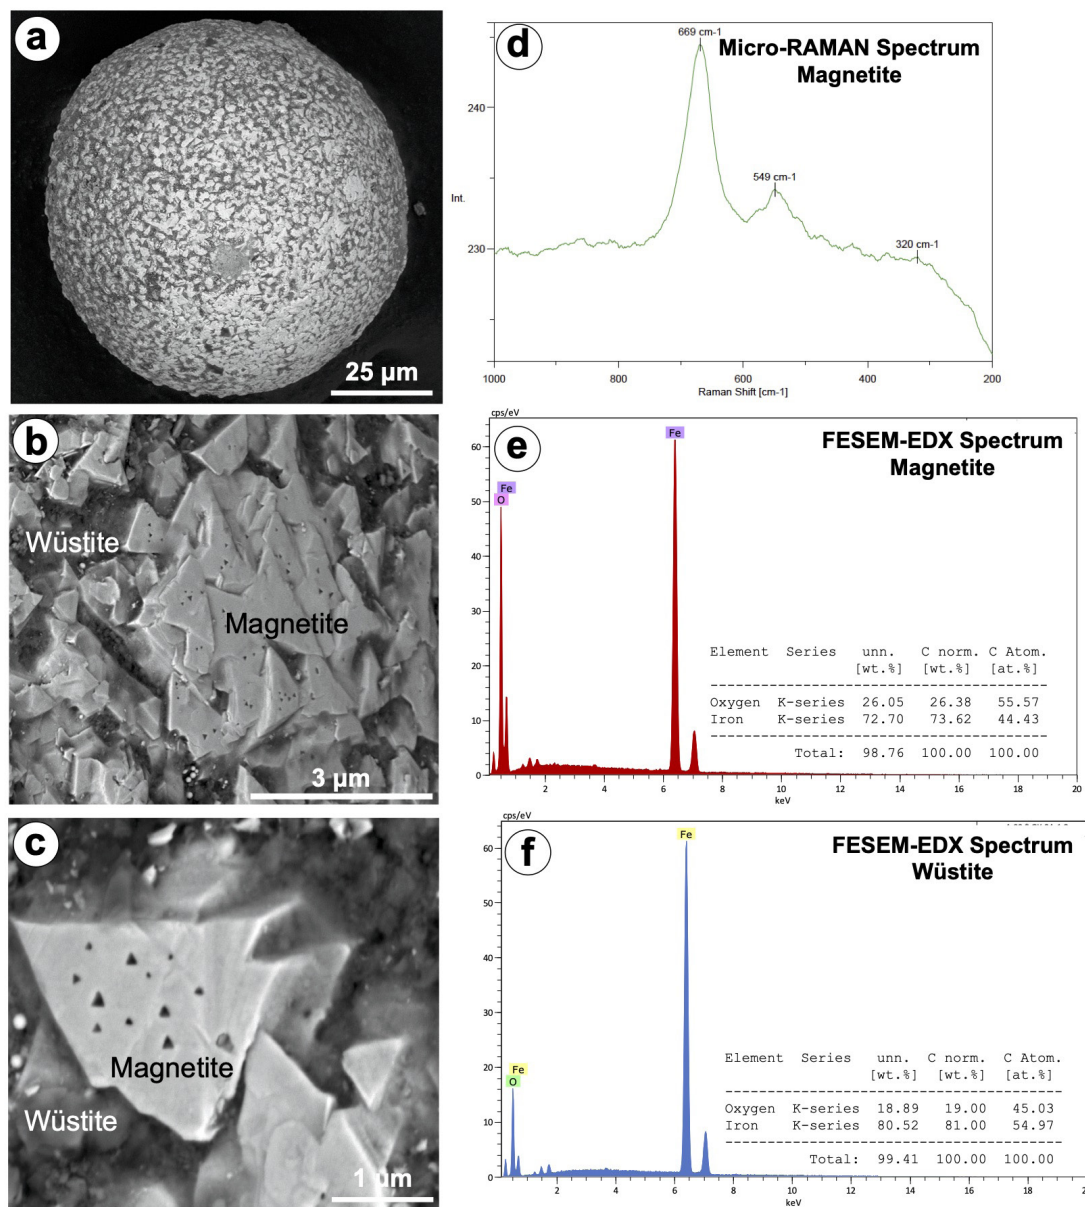 a
25 µm
b
Wüstite
Magnetite
3 µm
c
Magnetite
Wüstite
1 µm
d
Micro-RAMAN Spectrum
Magnetite
669 cm-1
549 cm-1
320 cm-1
240
Int.
230
1000 800 600 400 200
Raman Shift [cm-1]
cps/eV
e
FESEM-EDX Spectrum
Magnetite
Fe
Fe
O
60
50
40
30
20
10
0
Element Series unn. C norm. C Atom.
[wt.%] [wt.%] [at.%]
Oxygen K-series 26.05 26.38 55.57
Iron K-series 72.70 73.62 44.43
Total: 98.76 100.00 100.00
2 4 6 8 10 12 14 16 18 20
keV
cps/eV
f
FESEM-EDX Spectrum
Wüstite
Fe
Fe
O
60
50
40
30
20
10
0
Element Series unn. C norm. C Atom.
[wt.%] [wt.%] [at.%]
Oxygen K-series 18.89 19.00 45.03
Iron K-series 80.52 81.00 54.97
Total: 99.41 100.00 100.00
2 4 6 8 10 12 14 16 18
keV